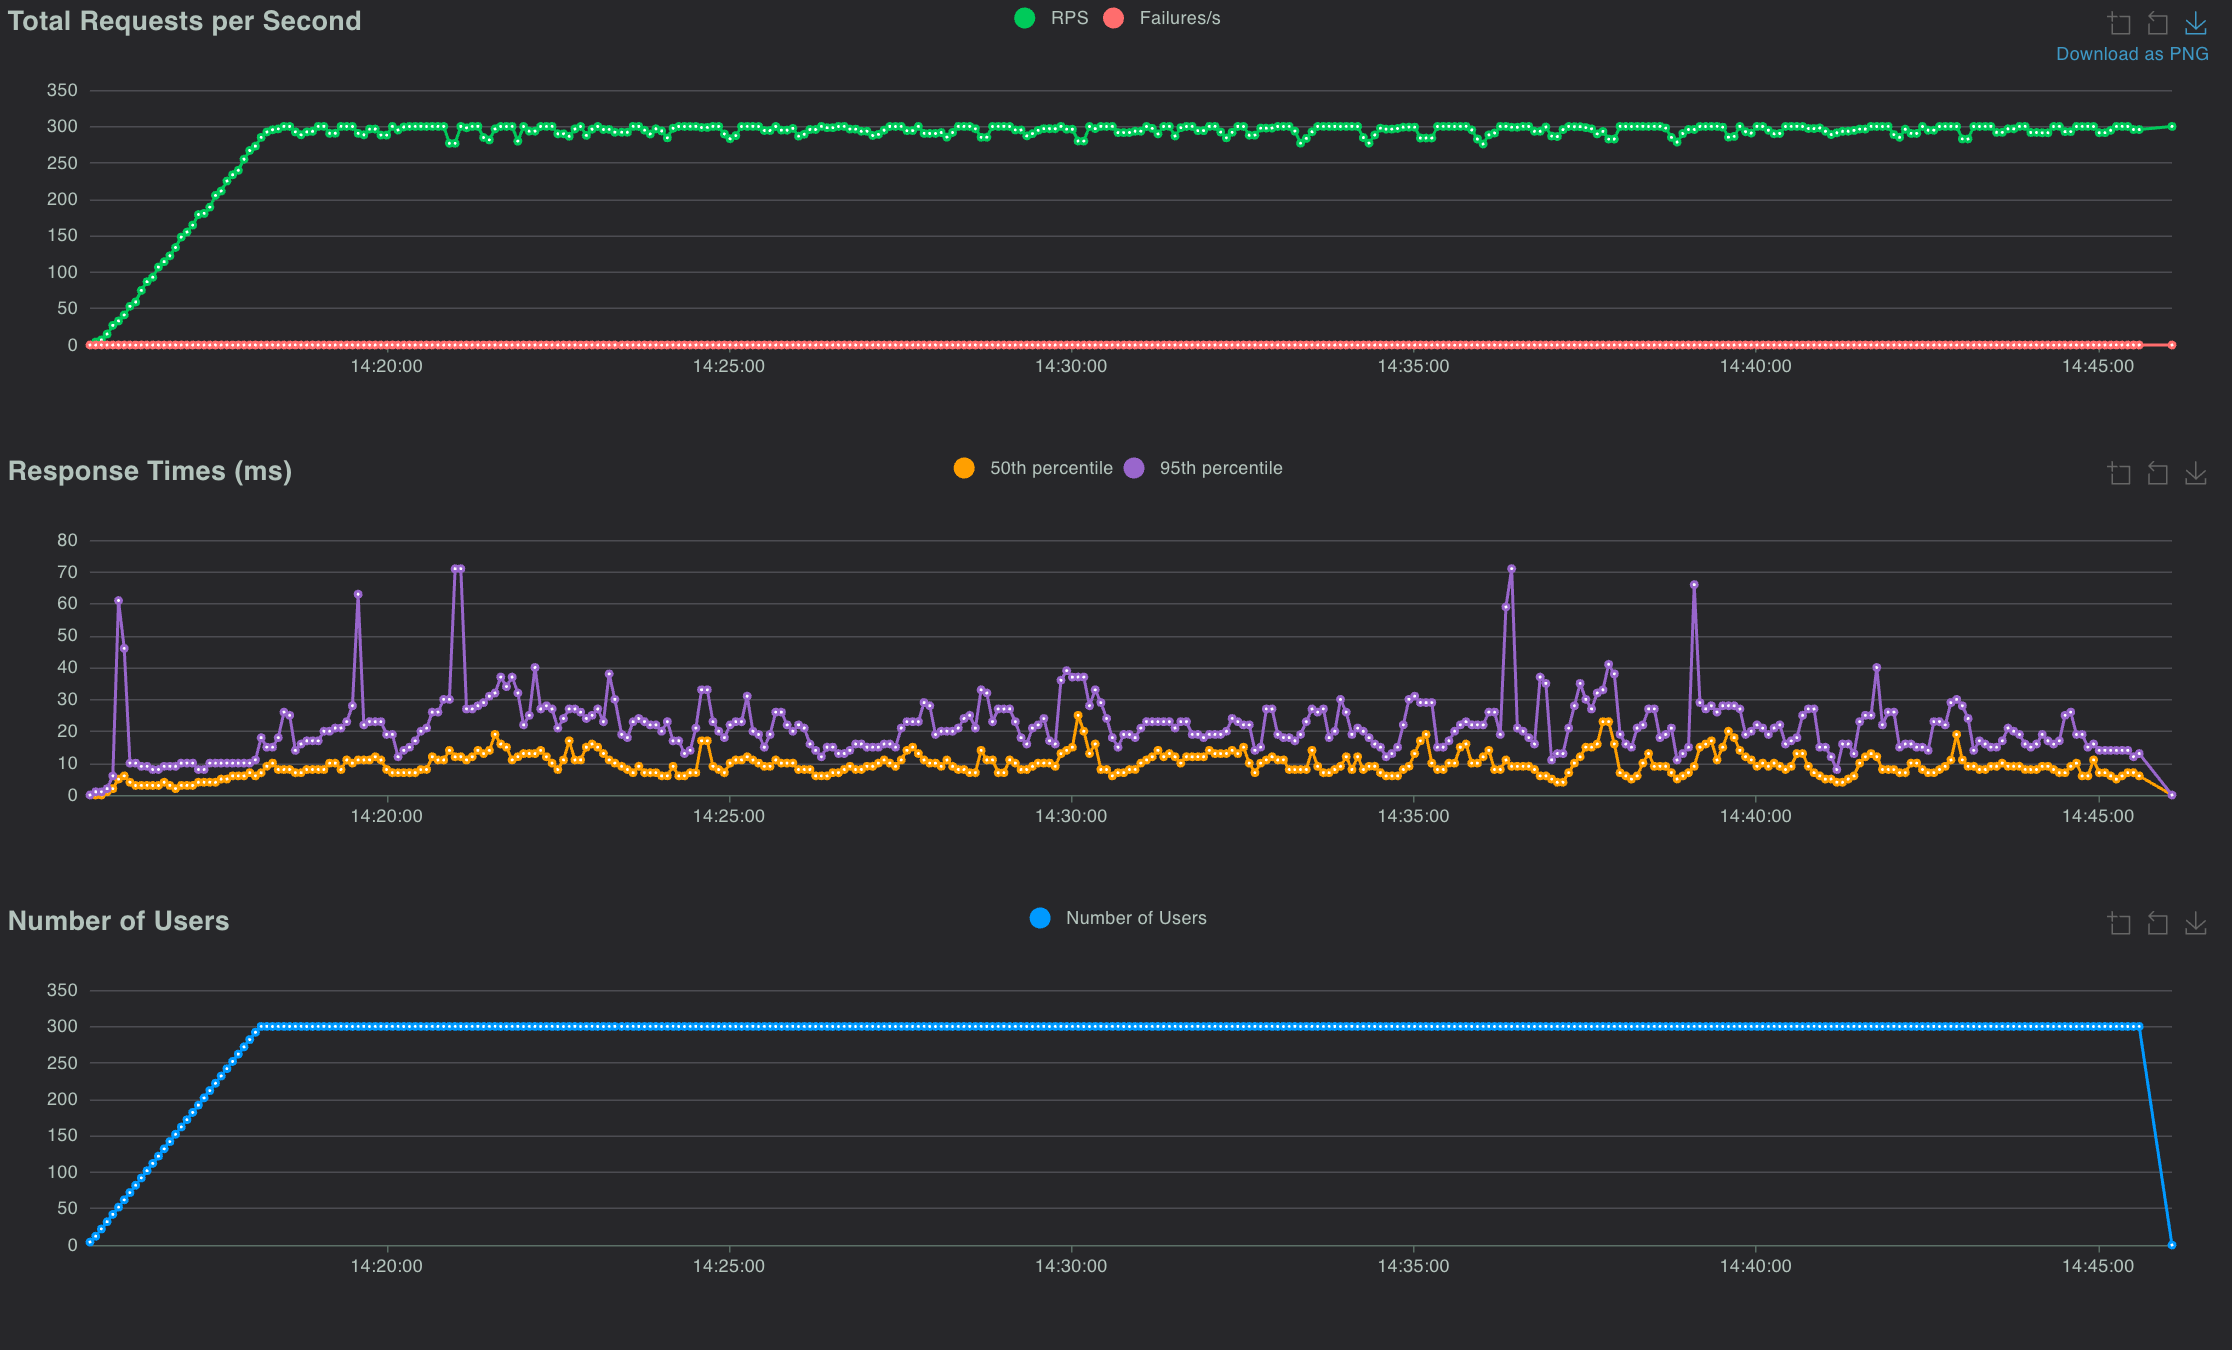 Total Requests per Second
RPS Failures/s
Download as PNG
350
300
250
200
150
100
50
0
14:20:00 14:25:00 14:30:00 14:35:00 14:40:00 14:45:00
Response Times (ms)
50th percentile 95th percentile
80
70
60
50
40
30
20
10
0
14:20:00 14:25:00 14:30:00 14:35:00 14:40:00 14:45:00
Number of Users
Number of Users
350
300
250
200
150
100
50
0
14:20:00 14:25:00 14:30:00 14:35:00 14:40:00 14:45:00